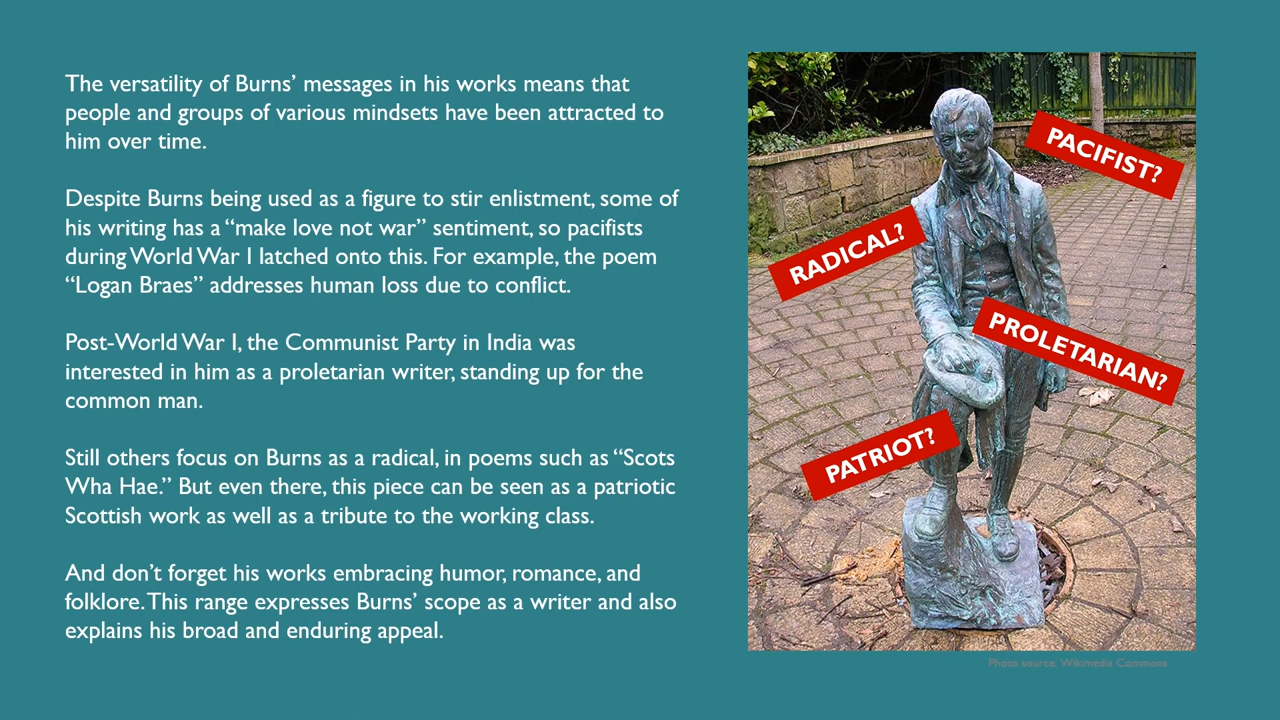 The versatility of Burns’ messages in his works means that
people and groups of various mindsets have been attracted to
him over time.
Despite Burns being used as a figure to stir enlistment, some of
his writing has a “make love not war” sentiment, so pacifists
during World War I latched onto this. For example, the poem
“Logan Braes” addresses human loss due to conflict.
Post-World War I, the Communist Party in India was
interested in him as a proletarian writer, standing up for the
common man.
Still others focus on Burns as a radical, in poems such as “Scots
Wha Hae.” But even there, this piece can be seen as a patriotic
Scottish work as well as a tribute to the working class.
And don’t forget his works embracing humor, romance, and
folklore. This range expresses Burns’ scope as a writer and also
explains his broad and enduring appeal.
PACIFIST?
RADICAL?
PROLETARIAN?
PATRIOT?
Photo source: Wikimedia Commons